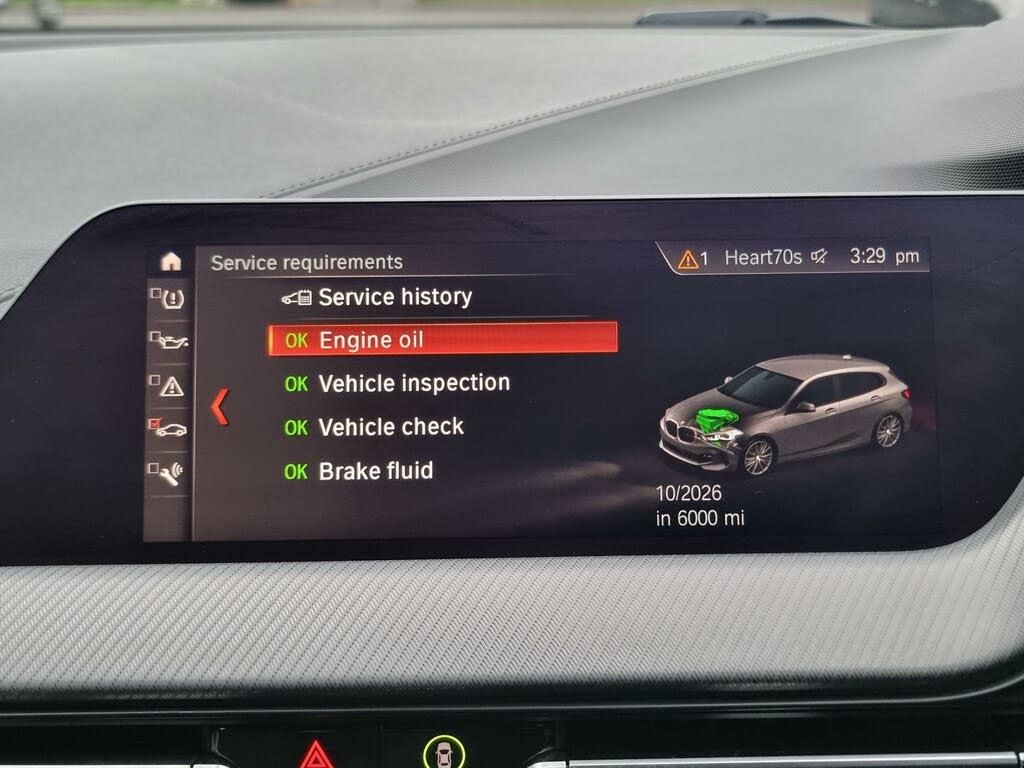 Service requirements
1 Heart70s 3:29 pm
Service history
OK Engine oil
OK Vehicle inspection
OK Vehicle check
OK Brake fluid
10/2026
in 6000 mi